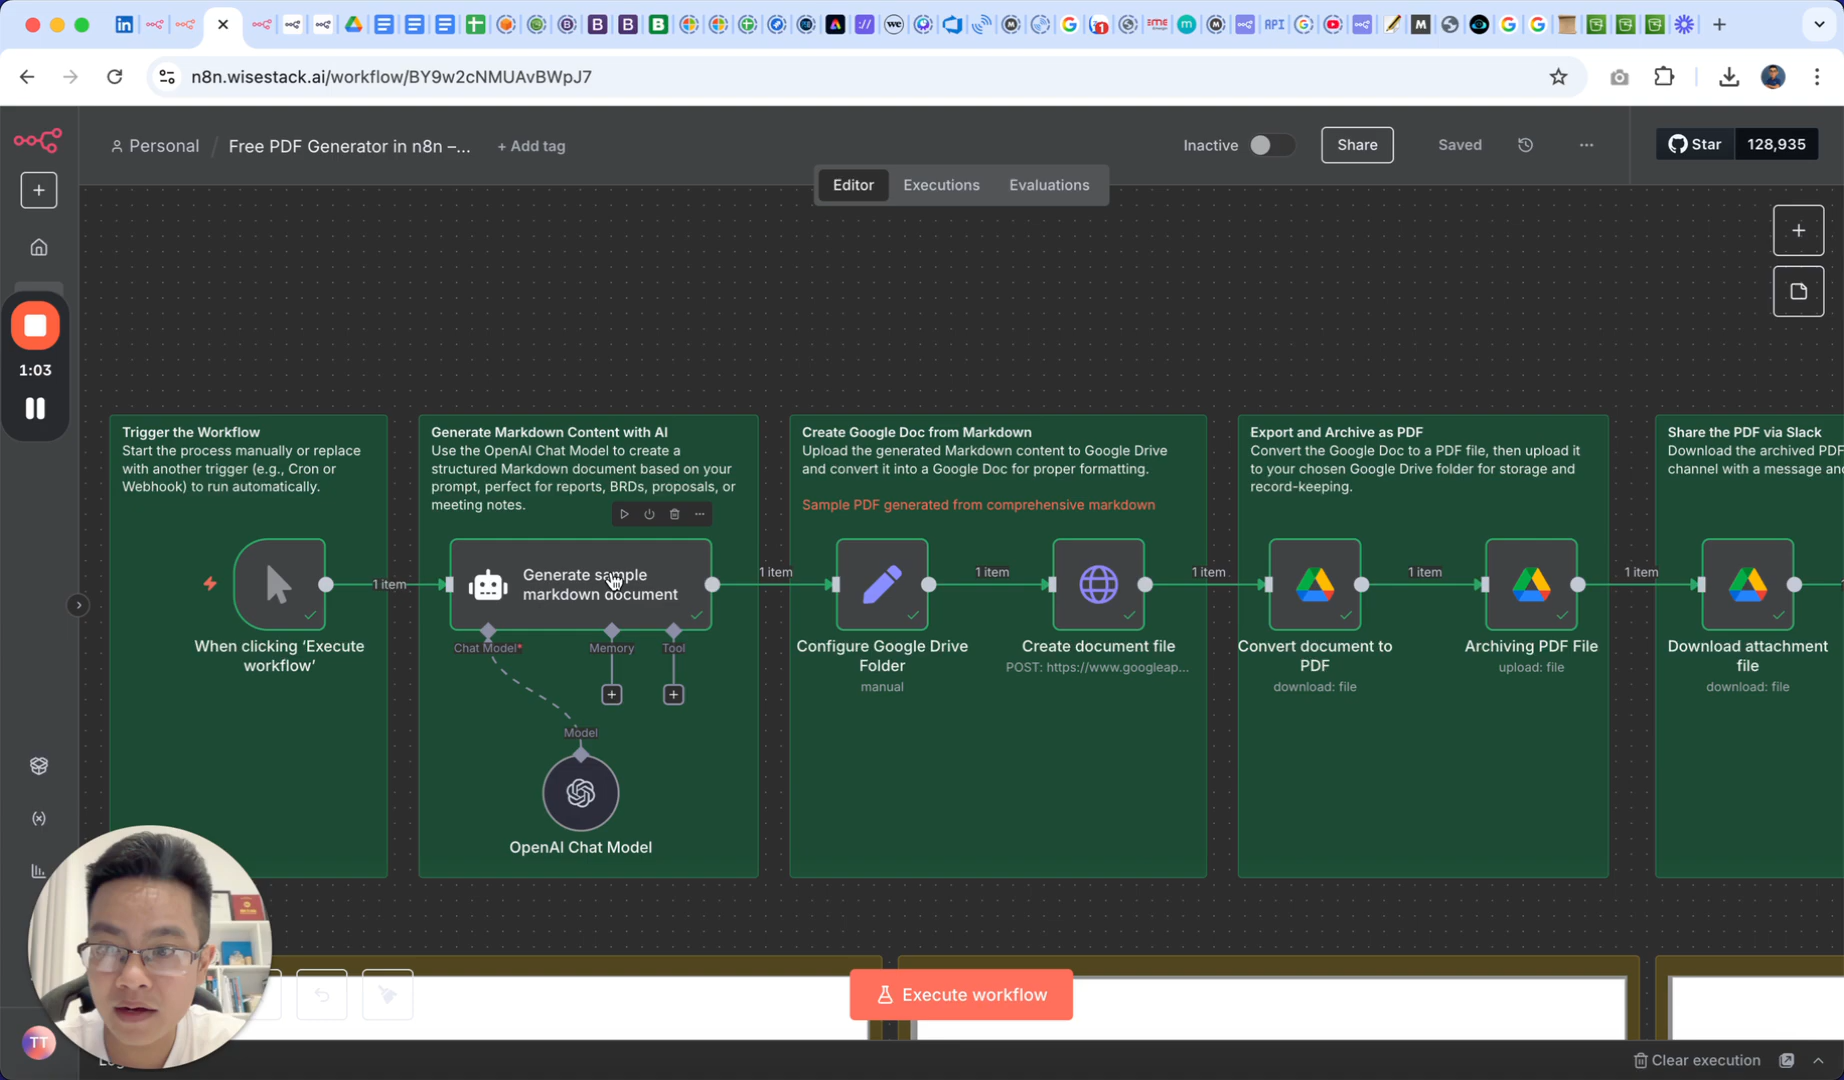 n8n.wisestack.ai/workflow/BY9w2cNMUAvBWpJ7
Personal / Free PDF Generator in n8n –... + Add tag
Inactive
Share
Saved
Star 128,935
Editor Executions Evaluations
1:03
Trigger the Workflow
Start the process manually or replace
with another trigger (e.g., Cron or
Webhook) to run automatically.
When clicking ‘Execute
workflow’
1 item
Generate Markdown Content with AI
Use the OpenAI Chat Model to create a
structured Markdown document based on your
prompt, perfect for reports, BRDs, proposals, or
meeting notes.
Generate sample
markdown document
Chat Model*
Memory
Tool
Model
OpenAI Chat Model
1 item
Create Google Doc from Markdown
Upload the generated Markdown content to Google Drive
and convert it into a Google Doc for proper formatting.
Sample PDF generated from comprehensive markdown
Configure Google Drive
Folder
manual
1 item
Create document file
POST: https://www.googleap...
1 item
Export and Archive as PDF
Convert the Google Doc to a PDF file, then upload it
to your chosen Google Drive folder for storage and
record-keeping.
Convert document to
PDF
download: file
1 item
Archiving PDF File
upload: file
1 item
Share the PDF via Slack
Download the archived PDF
channel with a message and
Download attachment
file
download: file
Execute workflow
TT
Clear execution